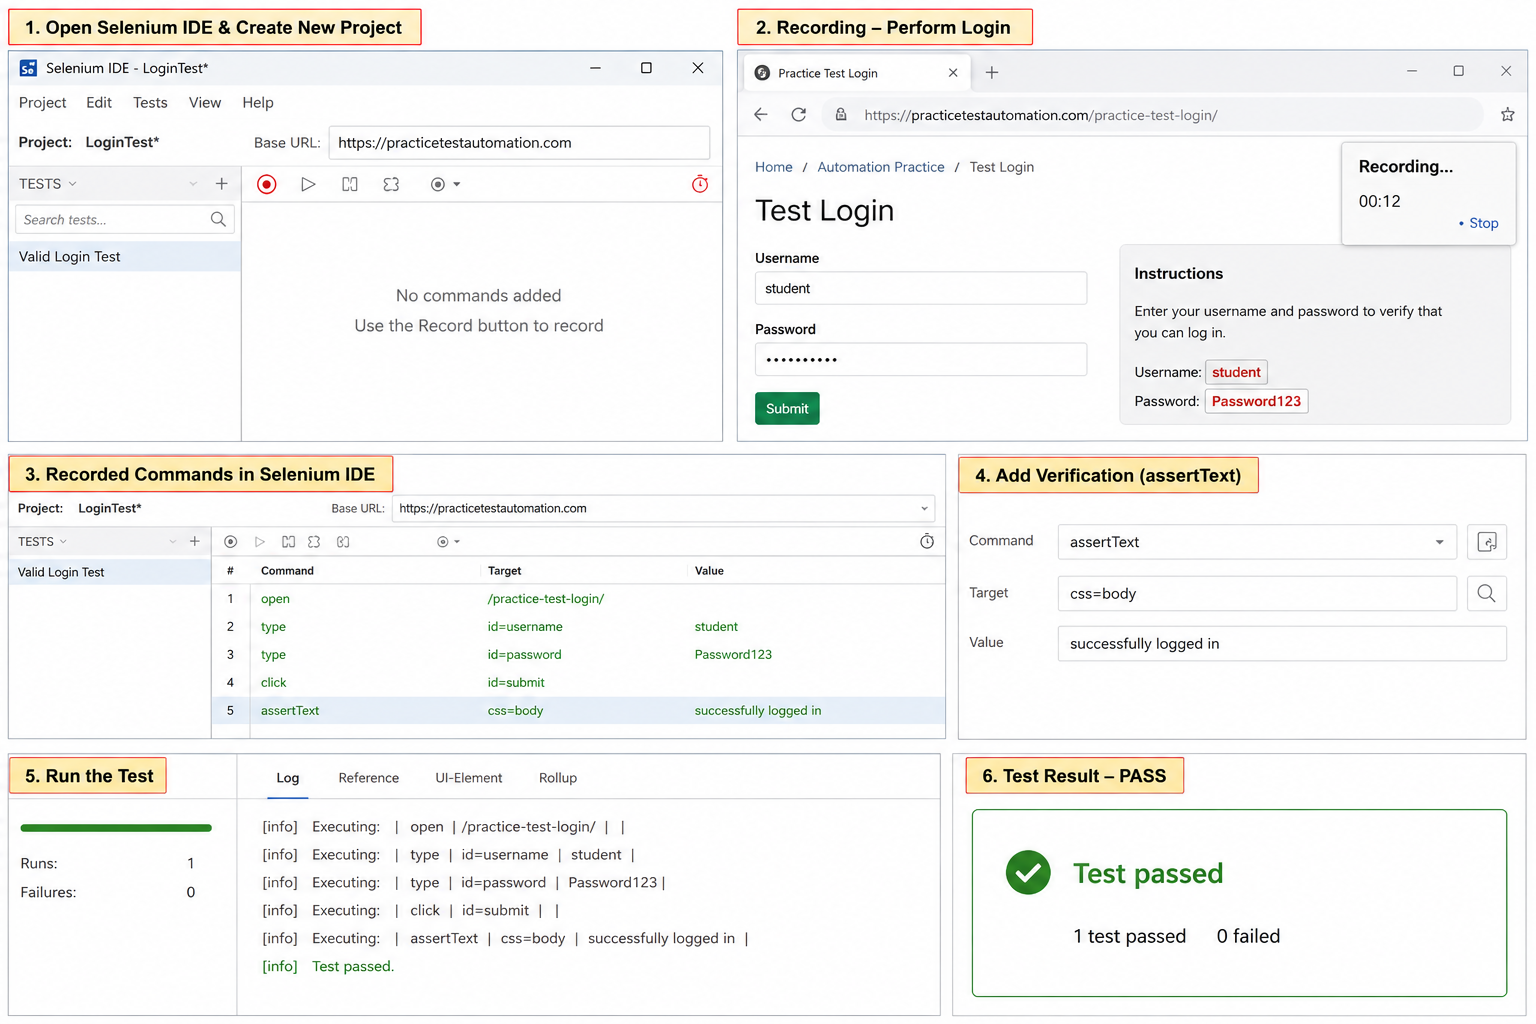 1. Open Selenium IDE & Create New Project
Selenium IDE - LoginTest*
Project Edit Tests View Help
Project: LoginTest* Base URL: https://practicetestautomation.com
TESTS
Search tests...
Valid Login Test
No commands added
Use the Record button to record
2. Recording – Perform Login
Practice Test Login
https://practicetestautomation.com/practice-test-login/
Home / Automation Practice / Test Login
Recording...
00:12
• Stop
Test Login
Username
student
Password
••••••••••
Submit
Instructions
Enter your username and password to verify that
you can log in.
Username: student
Password: Password123
3. Recorded Commands in Selenium IDE
Project: LoginTest* Base URL: https://practicetestautomation.com
TESTS
Valid Login Test
# Command Target Value
1 open /practice-test-login/
2 type id=username student
3 type id=password Password123
4 click id=submit
5 assertText css=body successfully logged in
4. Add Verification (assertText)
Command assertText
Target css=body
Value successfully logged in
5. Run the Test
Runs: 1
Failures: 0
Log Reference UI-Element Rollup
[info] Executing: | open | /practice-test-login/ | |
[info] Executing: | type | id=username | student |
[info] Executing: | type | id=password | Password123 |
[info] Executing: | click | id=submit | |
[info] Executing: | assertText | css=body | successfully logged in |
[info] Test passed.
6. Test Result – PASS
Test passed
1 test passed 0 failed